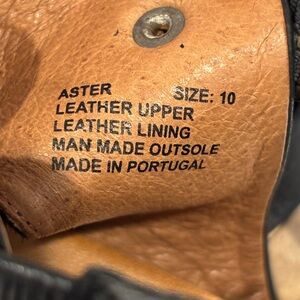 ASTER SIZE: 10
LEATHER UPPER
LEATHER LINING
MAN MADE OUTSOLE
MADE IN PORTUGAL